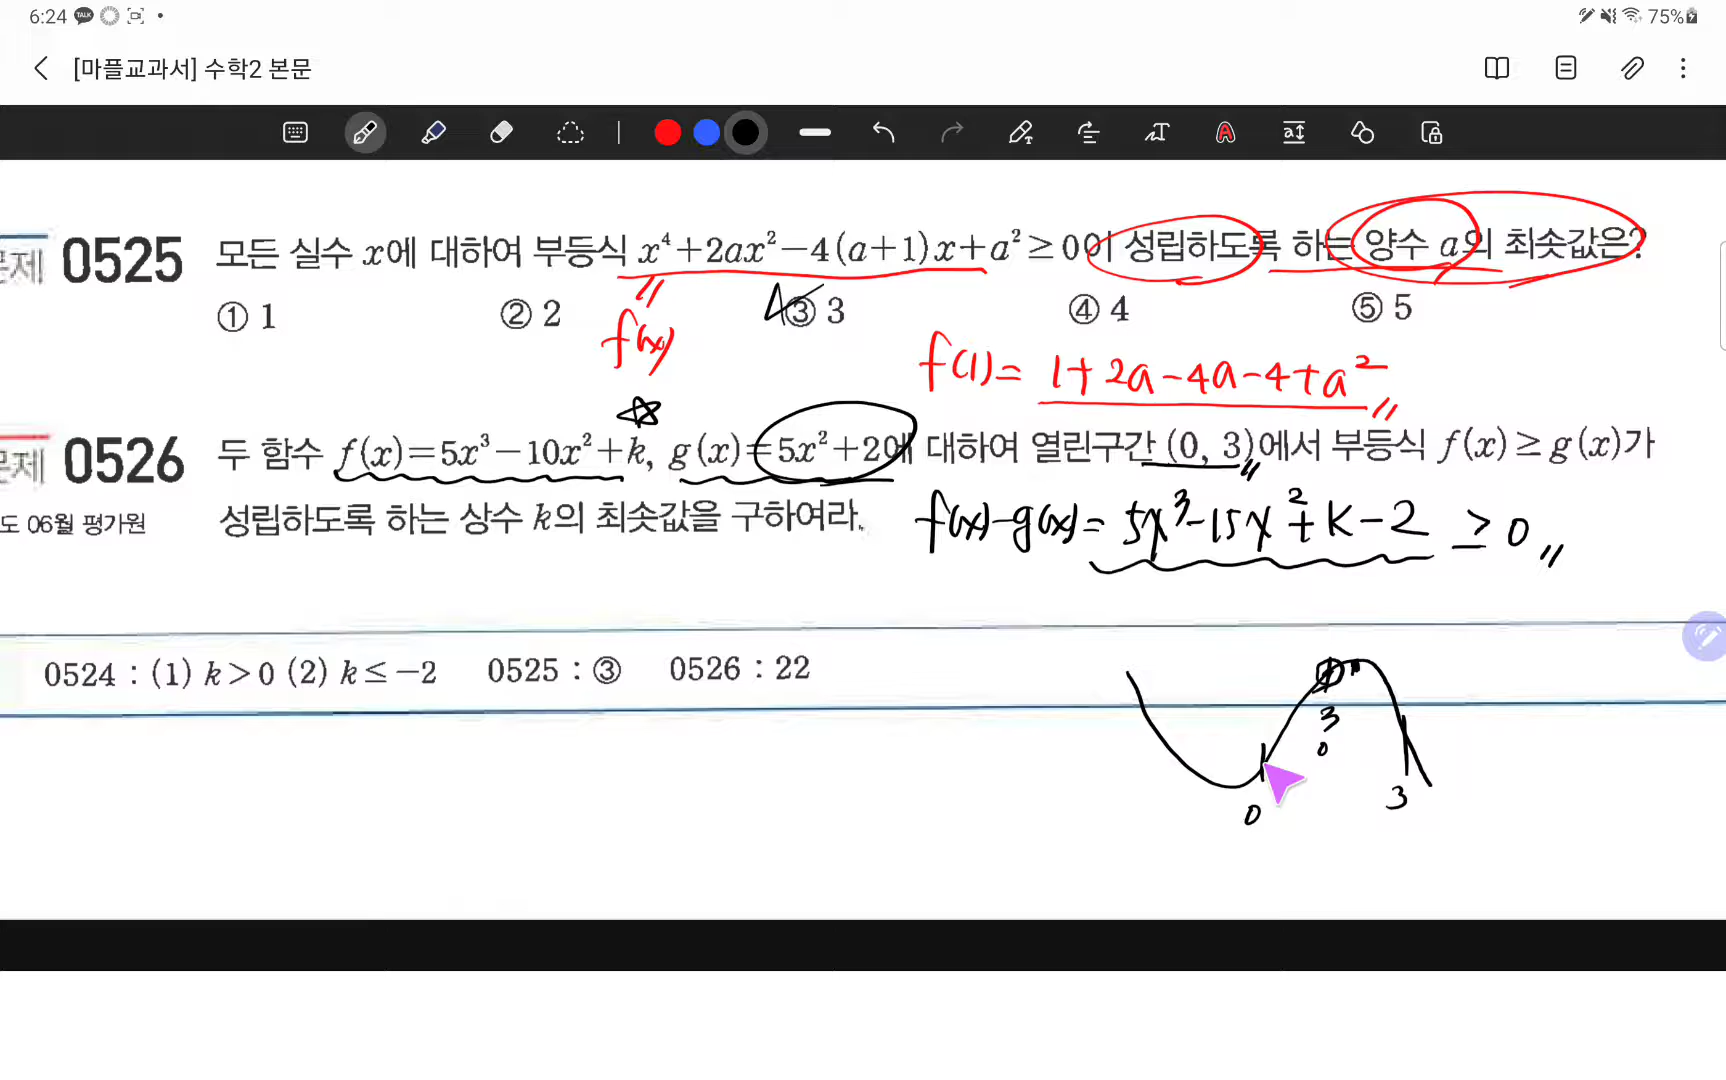 6:24 TALK 75%
[마플교과서] 수학2 본문
문제 0525 모든 실수 x에 대하여 부등식 x⁴+2ax²−4(a+1)x+a²≥0이 성립하도록 하는 양수 a의 최솟값은?
① 1 ② 2 ③ 3 ④ 4 ⑤ 5
f(x)
f(1)= 1+2a-4a-4+a²
문제 0526 두 함수 f(x)=5x³−10x²+k, g(x)=5x²+2에 대하여 열린구간 (0, 3)에서 부등식 f(x)≥g(x)가
도 06월 평가원 성립하도록 하는 상수 k의 최솟값을 구하여라.
f(x)-g(x)= 5x³-15x²+k-2 ≥ 0
0524 : (1) k>0 (2) k≤−2 0525 : ③ 0526 : 22
3
0
0 3